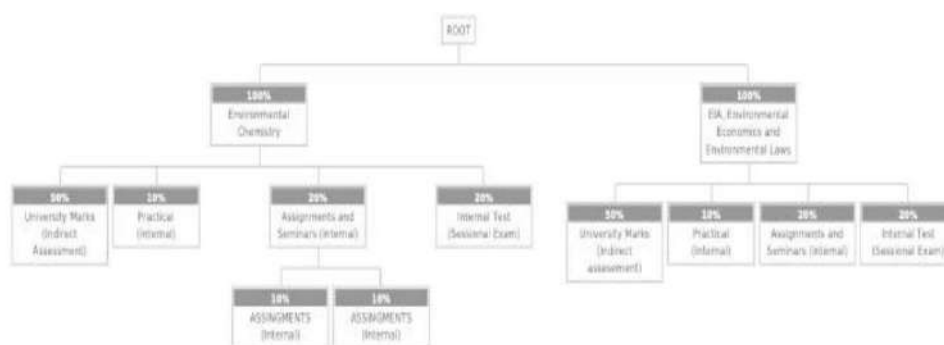 ROOT
100%
Environmental
Chemistry
100%
EIA, Environmental
Economics and
Environmental Laws
50%
University Marks
(Indirect
Assessment)
10%
Practical
(Internal)
20%
Assignments and
Seminars (Internal)
20%
Internal Test
(Sessional Exam)
50%
University Marks
(Indirect
assesement)
10%
Practical
(Internal)
20%
Assignments and
Seminars (Internal)
20%
Internal Test
(Sessional Exam)
10%
ASSINGMENTS
(Internal)
10%
ASSINGMENTS
(Internal)